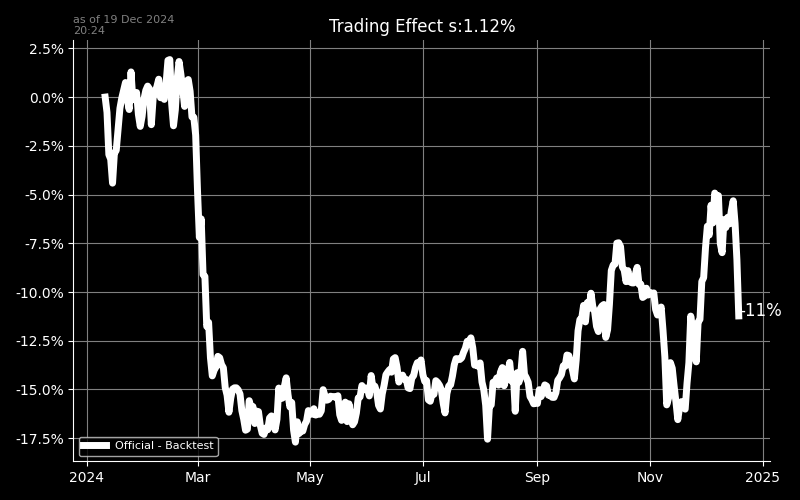 as of 19 Dec 2024
20:24
Trading Effect s:1.12%
2.5%
0.0%
-2.5%
-5.0%
-7.5%
-10.0%
-12.5%
-15.0%
-17.5%
-11%
Official - Backtest
2024
Mar
May
Jul
Sep
Nov
2025